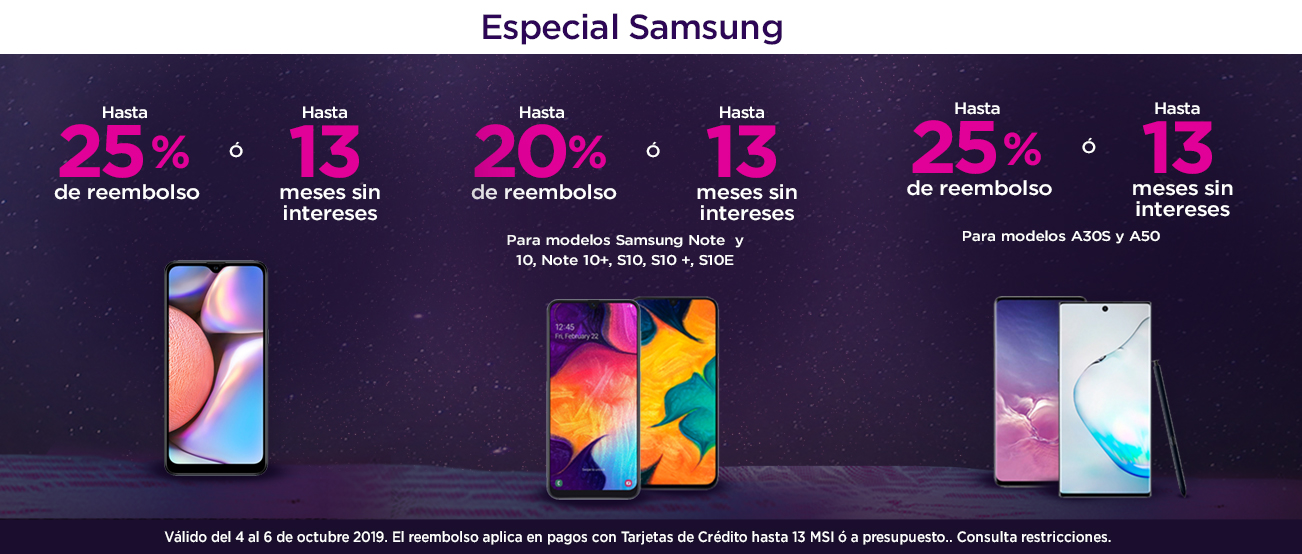 Especial Samsung
Hasta
25%
de reembolso
ó
Hasta
13
meses sin
intereses
Hasta
20%
de reembolso
ó
Hasta
13
meses sin
intereses
Para modelos Samsung Note y
10, Note 10+, S10, S10 +, S10E
Hasta
25%
de reembolso
ó
Hasta
13
meses sin
intereses
Para modelos A30S y A50
12:45
Fri, February 22
Válido del 4 al 6 de octubre 2019. El reembolso aplica en pagos con Tarjetas de Crédito hasta 13 MSI ó a presupuesto.. Consulta restricciones.